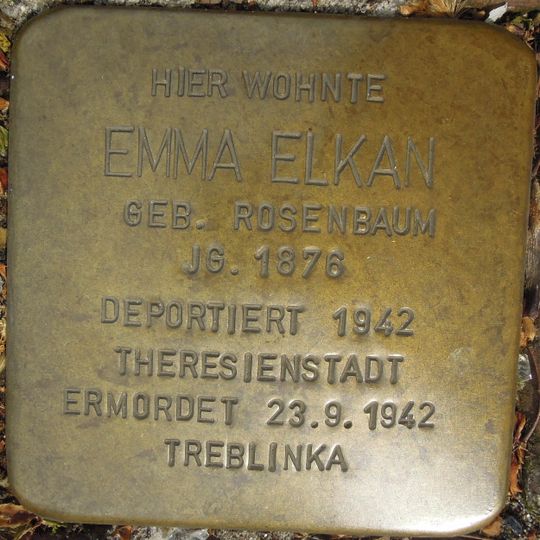 HIER WOHNTE
EMMA ELKAN
GEB. ROSENBAUM
JG. 1876
DEPORTIERT 1942
THERESIENSTADT
ERMORDET 23.9.1942
TREBLINKA